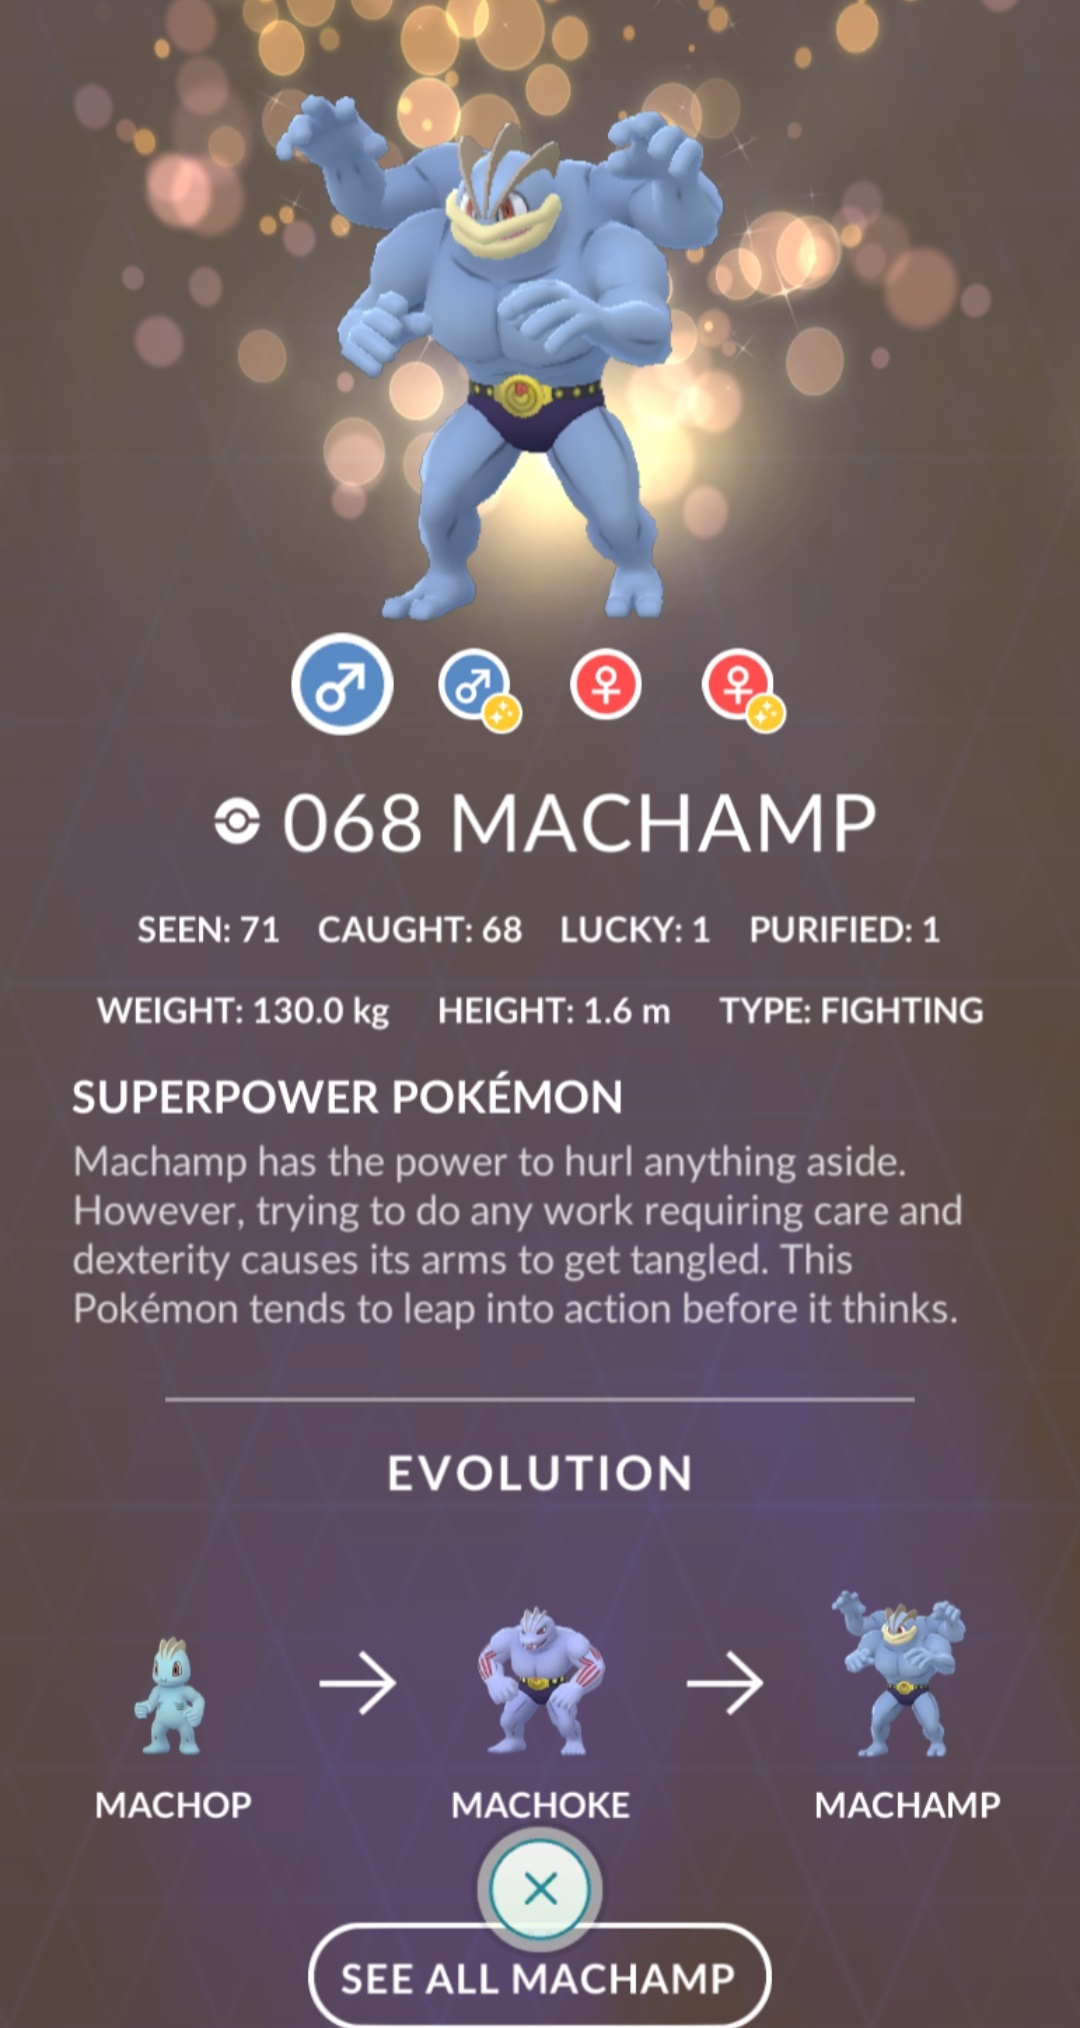 068 MACHAMP
SEEN: 71 CAUGHT: 68 LUCKY: 1 PURIFIED: 1
WEIGHT: 130.0 kg HEIGHT: 1.6 m TYPE: FIGHTING
SUPERPOWER POKÉMON
Machamp has the power to hurl anything aside.
However, trying to do any work requiring care and
dexterity causes its arms to get tangled. This
Pokémon tends to leap into action before it thinks.
EVOLUTION
MACHOP MACHOKE MACHAMP
SEE ALL MACHAMP